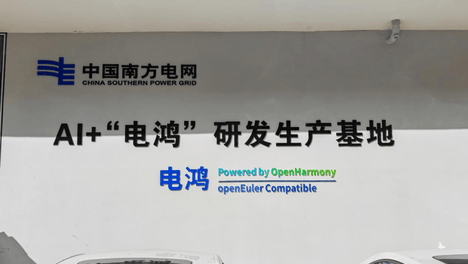 中国南方电网
CHINA SOUTHERN POWER GRID
AI+“电鸿”研发生产基地
电鸿
Powered by OpenHarmony
openEuler Compatible